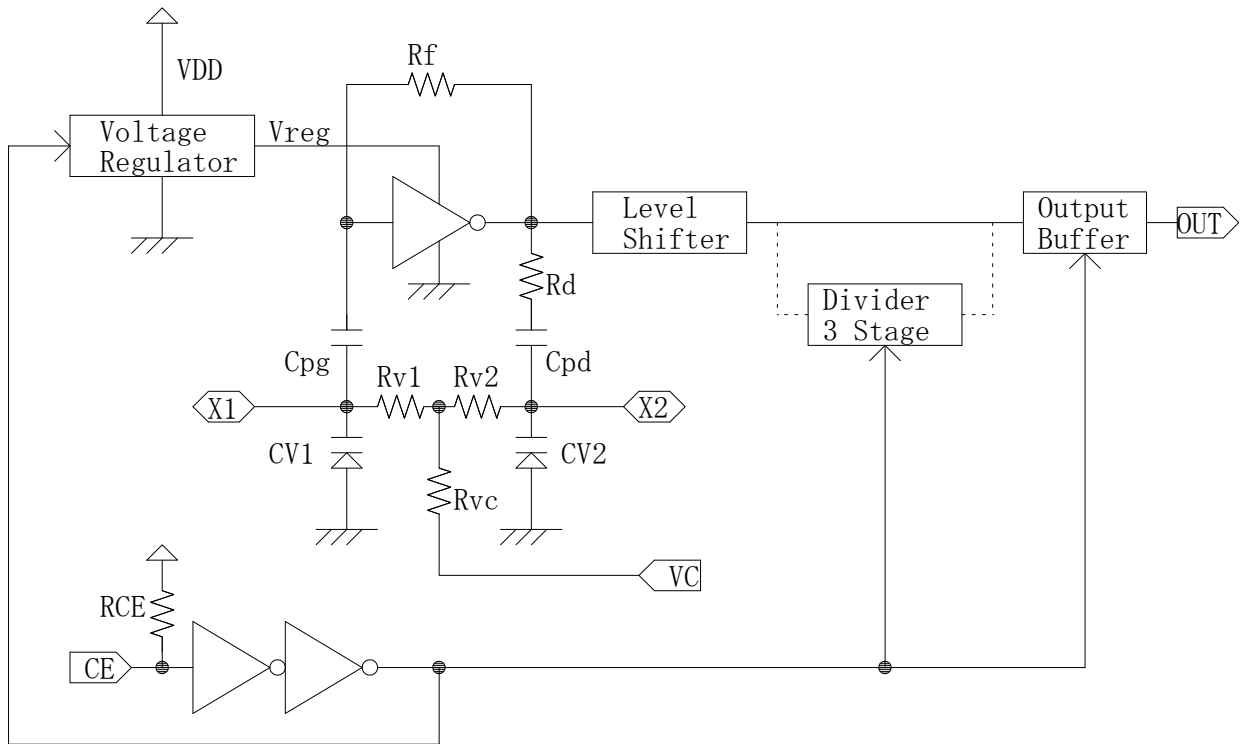 Rf
VDD
Voltage
Regulator
Vreg
Level
Shifter
Output
Buffer
OUT
Rd
Divider
3 Stage
Cpg
Cpd
Rv1
Rv2
X1
X2
CV1
CV2
Rvc
VC
RCE
CE